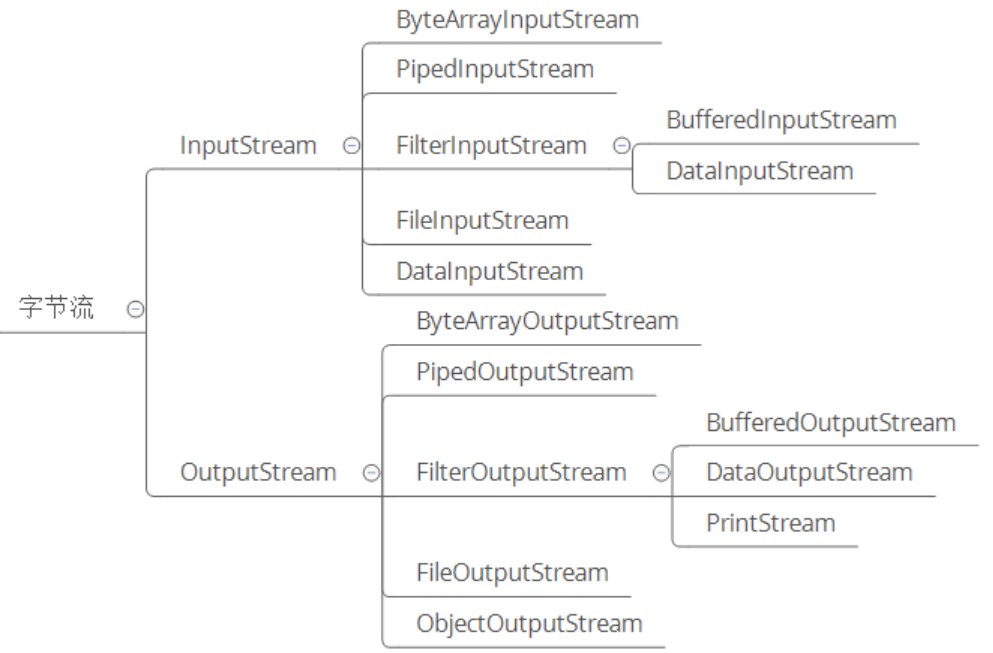 字节流
InputStream
ByteArrayInputStream
PipedInputStream
FilterInputStream
BufferedInputStream
DataInputStream
FileInputStream
DataInputStream
OutputStream
ByteArrayOutputStream
PipedOutputStream
FilterOutputStream
BufferedOutputStream
DataOutputStream
PrintStream
FileOutputStream
ObjectOutputStream